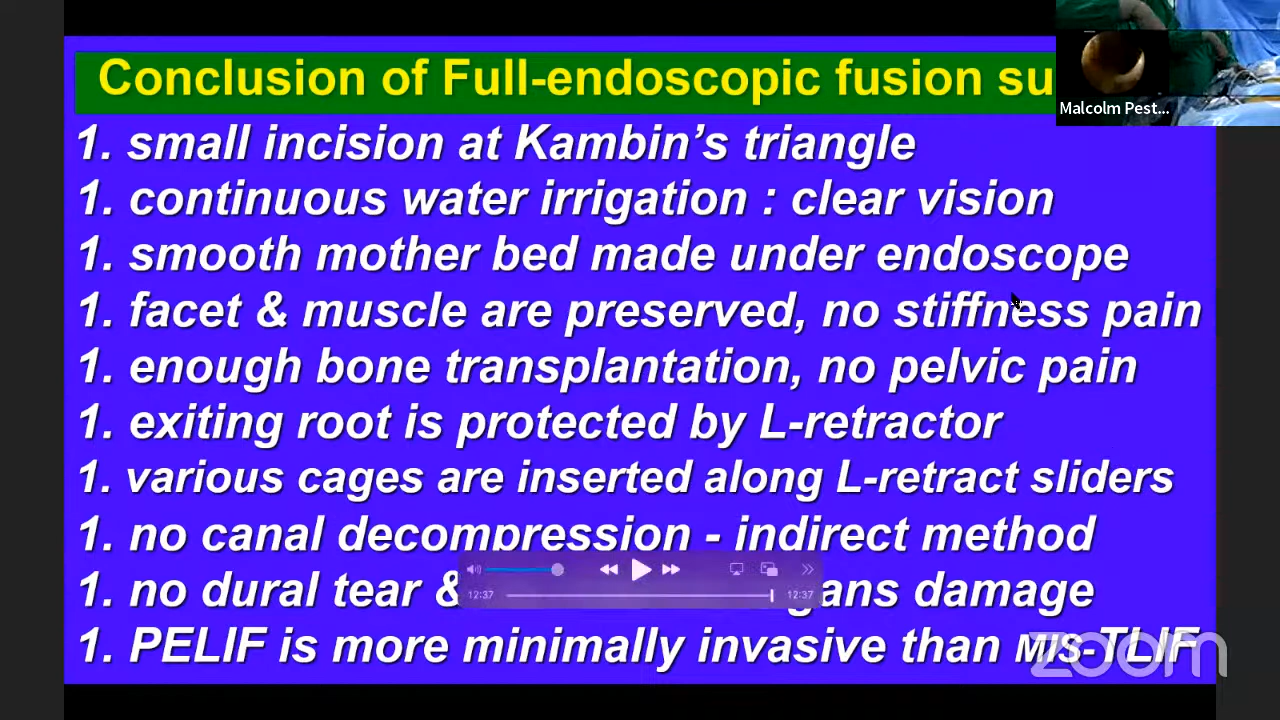 Conclusion of Full-endoscopic fusion su
Malcolm Pest...
1. small incision at Kambin's triangle
1. continuous water irrigation : clear vision
1. smooth mother bed made under endoscope
1. facet & muscle are preserved, no stiffness pain
1. enough bone transplantation, no pelvic pain
1. exiting root is protected by L-retractor
1. various cages are inserted along L-retract sliders
1. no canal decompression - indirect method
12:37
12:37
1. no dural tear & gans damage
1. PELIF is more minimally invasive than MIS-TLIF
zoom